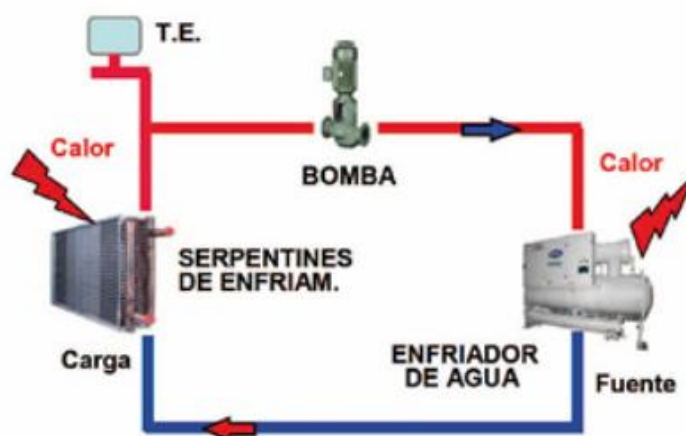 T.E.
Calor
Calor
BOMBA
SERPENTINES
DE ENFRIAM.
Carga
ENFRIADOR
DE AGUA
Fuente